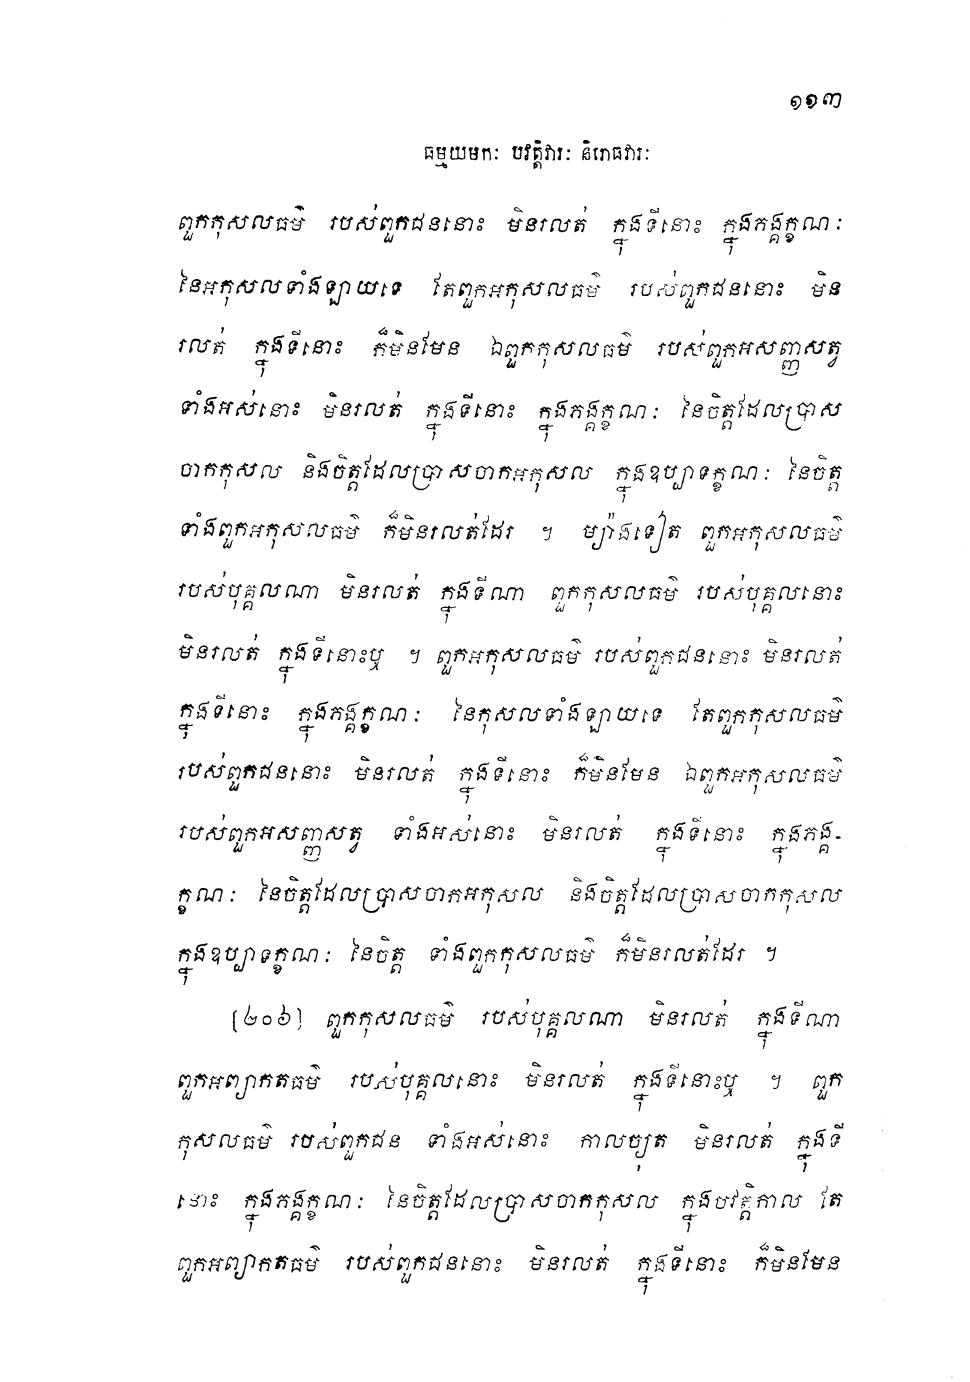 ១១៣
ធម្មយមកៈ បវត្តិវារៈ និរោធវារៈ
ពួកកុសលធម៌ របស់ពួកជននោះ មិនរលត់ ក្នុងទីនោះ ក្នុងភង្គក្ខណៈ
នៃអកុសលទាំងឡាយទេ តែពួកអកុសលធម៌ របស់ពួកជននោះ មិន
រលត់ ក្នុងទីនោះ ក៏មិនមែន ឯពួកកុសលធម៌ របស់ពួកអសញ្ញសត្វ
ទាំងអស់នោះ មិនរលត់ ក្នុងទីនោះ ក្នុងភង្គក្ខណៈ នៃចិត្តដែលប្រាស
ចាកកុសល និងចិត្តដែលប្រាសចាកអកុសល ក្នុងឧប្បាទក្ខណៈ នៃចិត្ត
ទាំងពួកអកុសលធម៌ ក៏មិនរលត់ដែរ ។ ម្យ៉ាងទៀត ពួកអកុសលធម៌
របស់បុគ្គលណា មិនរលត់ ក្នុងទីណា ពួកកុសលធម៌ របស់បុគ្គលនោះ
មិនរលត់ ក្នុងទីនោះឬ ។ ពួកអកុសលធម៌ របស់ពួកជននោះ មិនរលត់
ក្នុងទីនោះ ក្នុងភង្គក្ខណៈ នៃកុសលទាំងឡាយទេ តែពួកកុសលធម៌
របស់ពួកជននោះ មិនរលត់ ក្នុងទីនោះ ក៏មិនមែន ឯពួកអកុសលធម៌
របស់ពួកអសញ្ញសត្វ ទាំងអស់នោះ មិនរលត់ ក្នុងទីនោះ ក្នុងភង្គ-
ក្ខណៈ នៃចិត្តដែលប្រាសចាកអកុសល និងចិត្តដែលប្រាសចាកកុសល
ក្នុងឧប្បាទក្ខណៈ នៃចិត្ត ទាំងពួកកុសលធម៌ ក៏មិនរលត់ដែរ ។
[២០៦] ពួកកុសលធម៌ របស់បុគ្គលណា មិនរលត់ ក្នុងទីណា
ពួកអព្យាកតធម៌ របស់បុគ្គលនោះ មិនរលត់ ក្នុងទីនោះឬ ។ ពួក
កុសលធម៌ របស់ពួកជន ទាំងអស់នោះ កាលច្យុត មិនរលត់ ក្នុងទី
នោះ ក្នុងភង្គក្ខណៈ នៃចិត្តដែលប្រាសចាកកុសល ក្នុងបវត្តិកាល តែ
ពួកអព្យាកតធម៌ របស់ពួកជននោះ មិនរលត់ ក្នុងទីនោះ ក៏មិនមែន